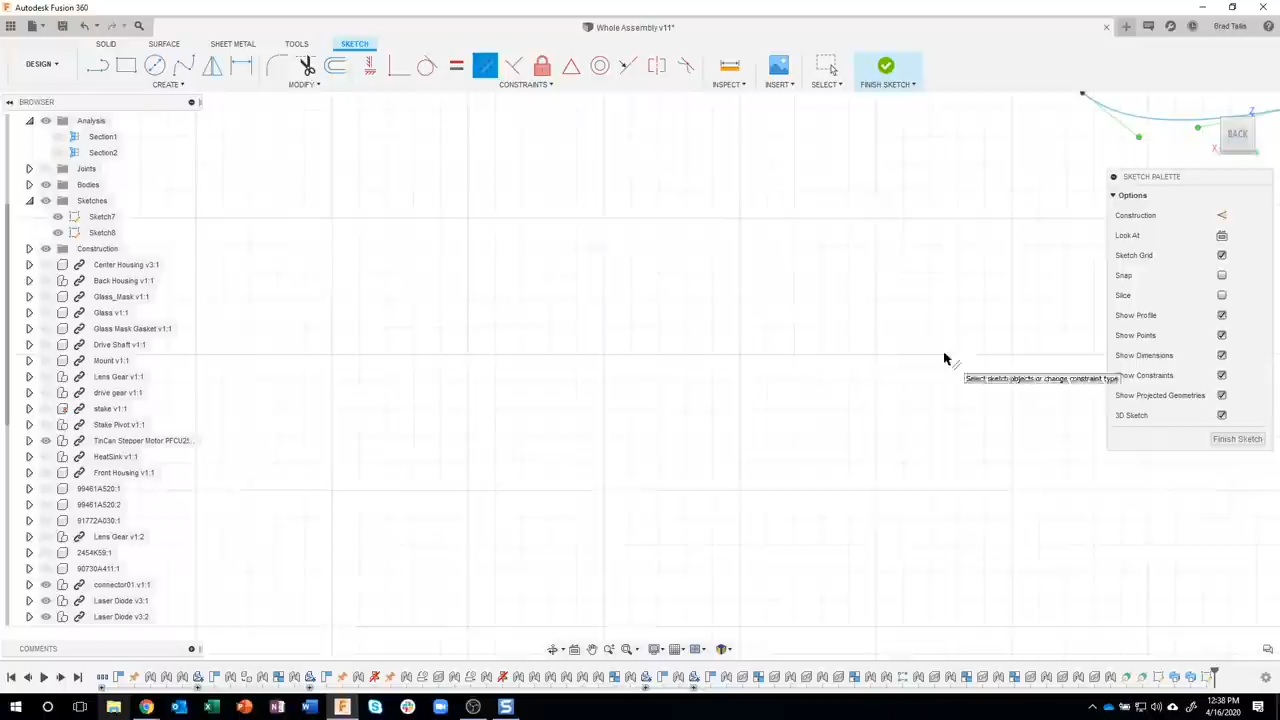 Autodesk Fusion 360
Whole Assembly v11*
Brad Tallis
SOLID
SURFACE
SHEET METAL
TOOLS
SKETCH
DESIGN
CREATE
MODIFY
CONSTRAINTS
INSPECT
INSERT
SELECT
FINISH SKETCH
BROWSER
Analysis
Section1
Section2
Joints
Bodies
Sketches
Sketch7
Sketch8
Construction
Center Housing v3:1
Back Housing v1:1
Glass_Mask v1:1
Glass v1:1
Glass Mask Gasket v1:1
Drive Shaft v1:1
Mount v1:1
Lens Gear v1:1
drive gear v1:1
stake v1:1
Stake Pivot v1:1
TinCan Stepper Motor PFCU25...
HeatSink v1:1
Front Housing v1:1
99461A520:1
99461A520:2
91772A030:1
Lens Gear v1:2
2454K59:1
90730A411:1
connector01 v1:1
Laser Diode v3:1
Laser Diode v3:2
BACK
Z
X
SKETCH PALETTE
Options
Construction
Look At
Sketch Grid
Snap
Slice
Show Profile
Show Points
Show Dimensions
Show Constraints
Show Projected Geometries
3D Sketch
Finish Sketch
Select sketch objects or change constraint type
COMMENTS
12:38 PM
4/16/2020